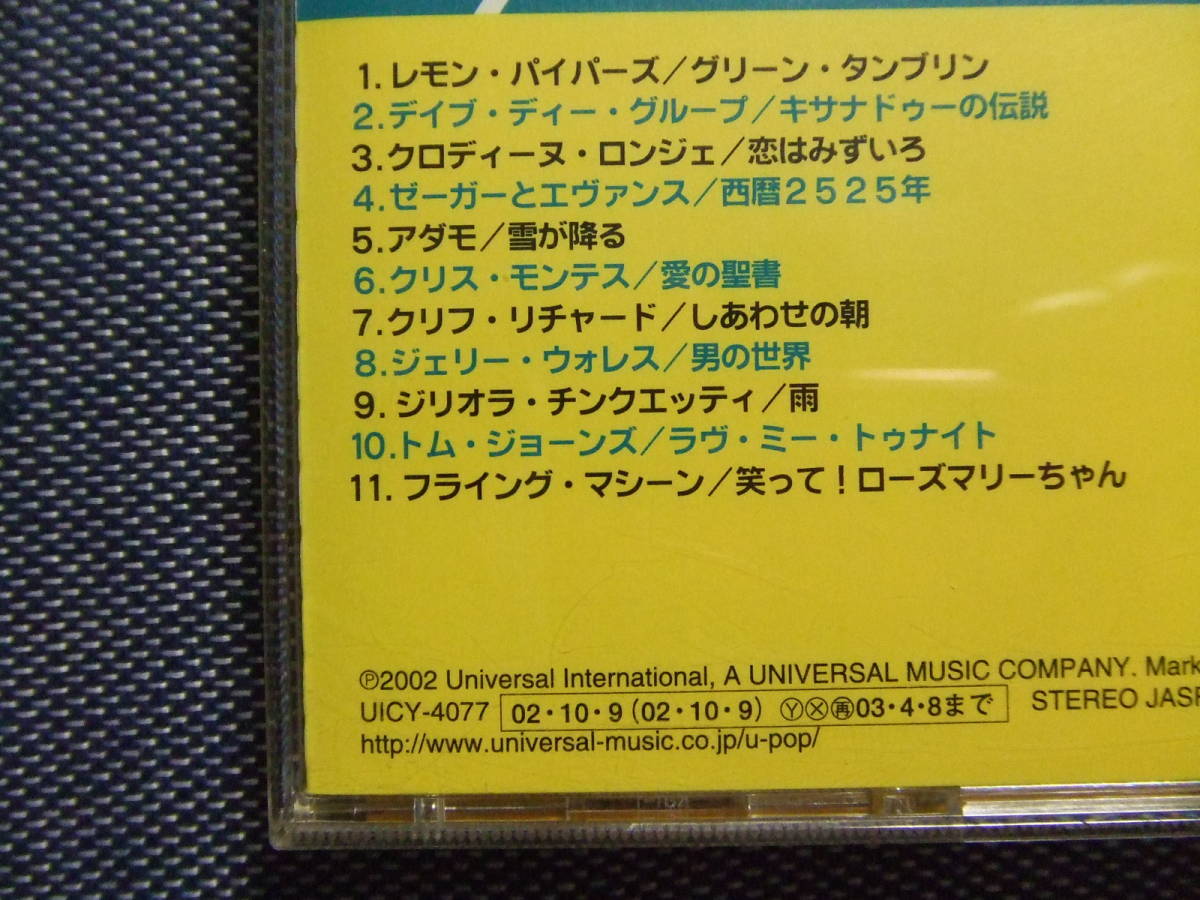 1.レモン・パイパーズ/グリーン・タンブリン
2.デイブ・ディー・グループ/キサナドゥーの伝説
3.クロディーヌ・ロンジェ/恋はみずいろ
4.ゼーガーとエヴァンス/西暦2525年
5.アダモ/雪が降る
6.クリス・モンテス/愛の聖書
7.クリフ・リチャード/しあわせの朝
8.ジェリー・ウォレス/男の世界
9.ジリオラ・チンクエッティ/雨
10.トム・ジョーンズ/ラヴ・ミー・トゥナイト
11.フライング・マシーン/笑って!ローズマリーちゃん
℗2002 Universal International, A UNIVERSAL MUSIC COMPANY. Mark
UICY-4077 02・10・9(02・10・9) ⓎⓍ再03・4・8まで STEREO JASR
http://www.universal-music.co.jp/u-pop/